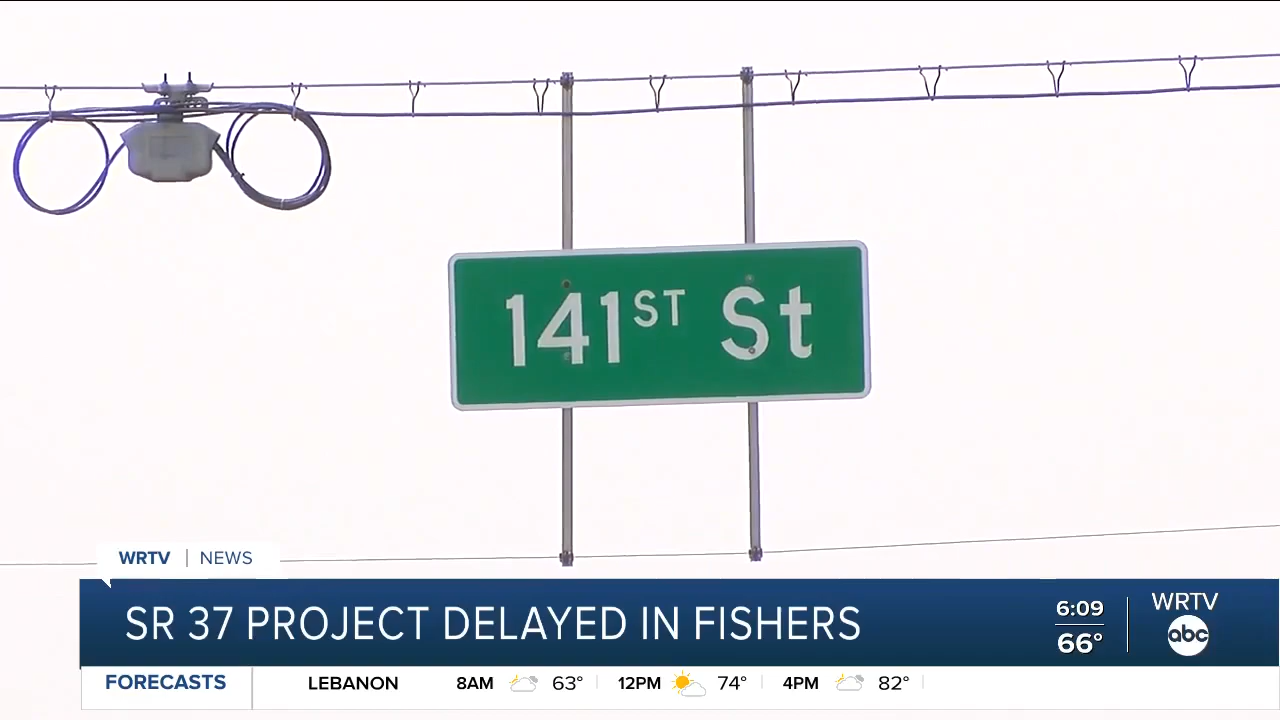 141ST St
WRTV | NEWS
SR 37 PROJECT DELAYED IN FISHERS
6:09
66°
WRTV
abc
FORECASTS LEBANON 8AM 63° 12PM 74° 4PM 82°